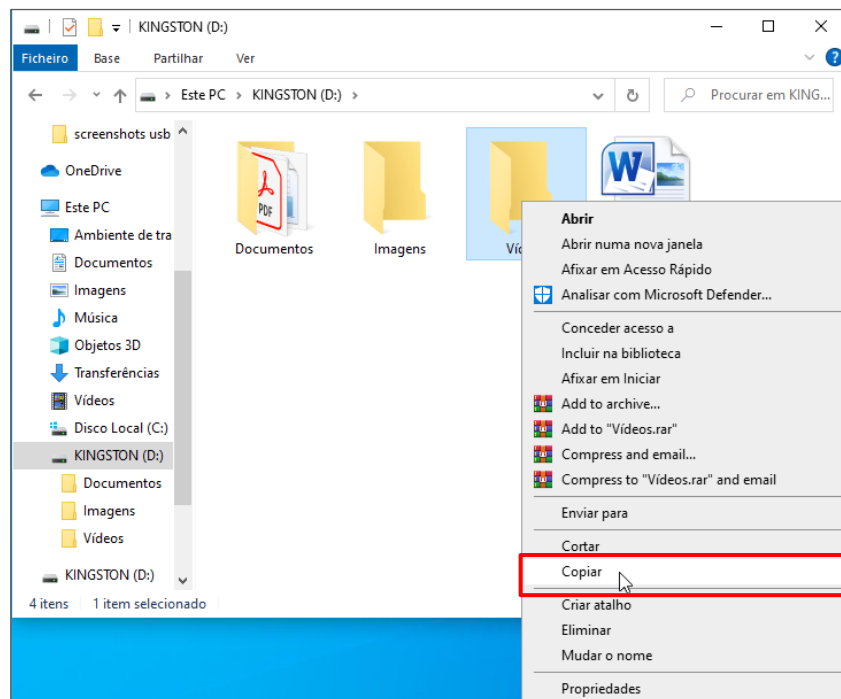 KINGSTON (D:)
Ficheiro Base Partilhar Ver
Este PC > KINGSTON (D:) > Procurar em KING...
screenshots usb
OneDrive
Este PC
Ambiente de tra
Documentos
Imagens
Música
Objetos 3D
Transferências
Vídeos
Disco Local (C:)
KINGSTON (D:)
Documentos
Imagens
Vídeos
KINGSTON (D:)
PDF
W
Documentos
Imagens
Abrir
Abrir numa nova janela
Afixar em Acesso Rápido
Analisar com Microsoft Defender...
Conceder acesso a
Incluir na biblioteca
Afixar em Iniciar
Add to archive...
Add to "Vídeos.rar"
Compress and email...
Compress to "Vídeos.rar" and email
Enviar para
Cortar
Copiar
Criar atalho
Eliminar
Mudar o nome
Propriedades
4 itens 1 item selecionado